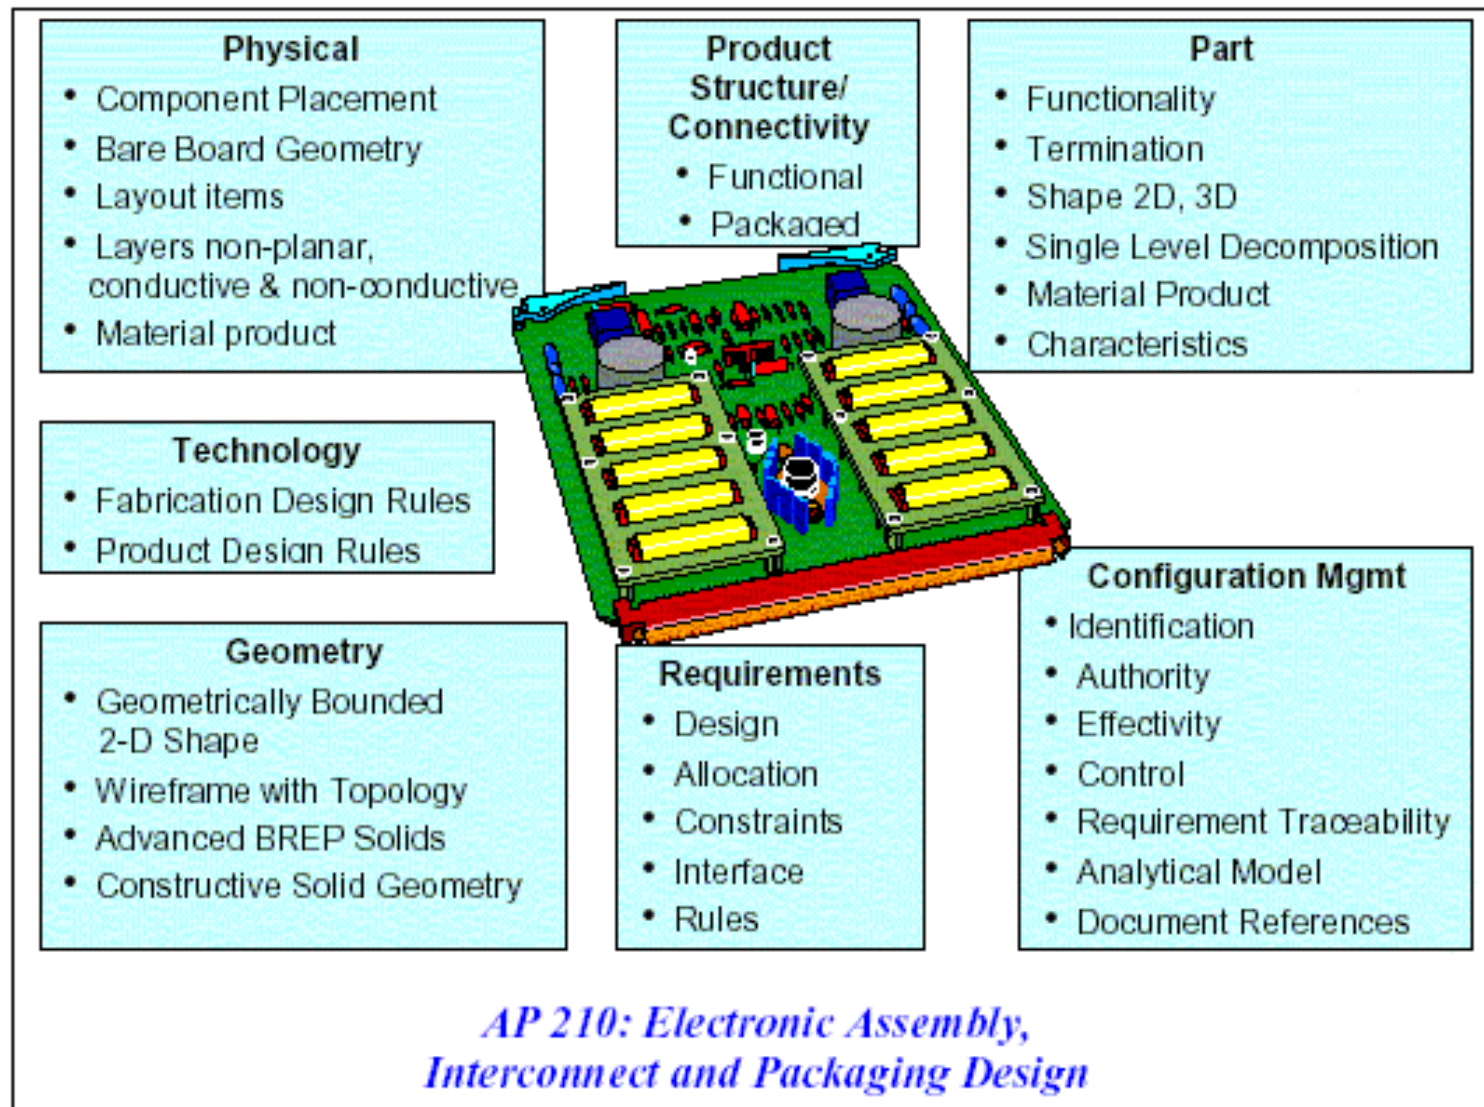 Physical
• Component Placement
• Bare Board Geometry
• Layout items
• Layers non-planar,
conductive & non-conductive
• Material product
Product
Structure/
Connectivity
• Functional
• Packaged
Part
• Functionality
• Termination
• Shape 2D, 3D
• Single Level Decomposition
• Material Product
• Characteristics
Technology
• Fabrication Design Rules
• Product Design Rules
Geometry
• Geometrically Bounded
2-D Shape
• Wireframe with Topology
• Advanced BREP Solids
• Constructive Solid Geometry
Requirements
• Design
• Allocation
• Constraints
• Interface
• Rules
Configuration Mgmt
• Identification
• Authority
• Effectivity
• Control
• Requirement Traceability
• Analytical Model
• Document References
AP 210: Electronic Assembly,
Interconnect and Packaging Design